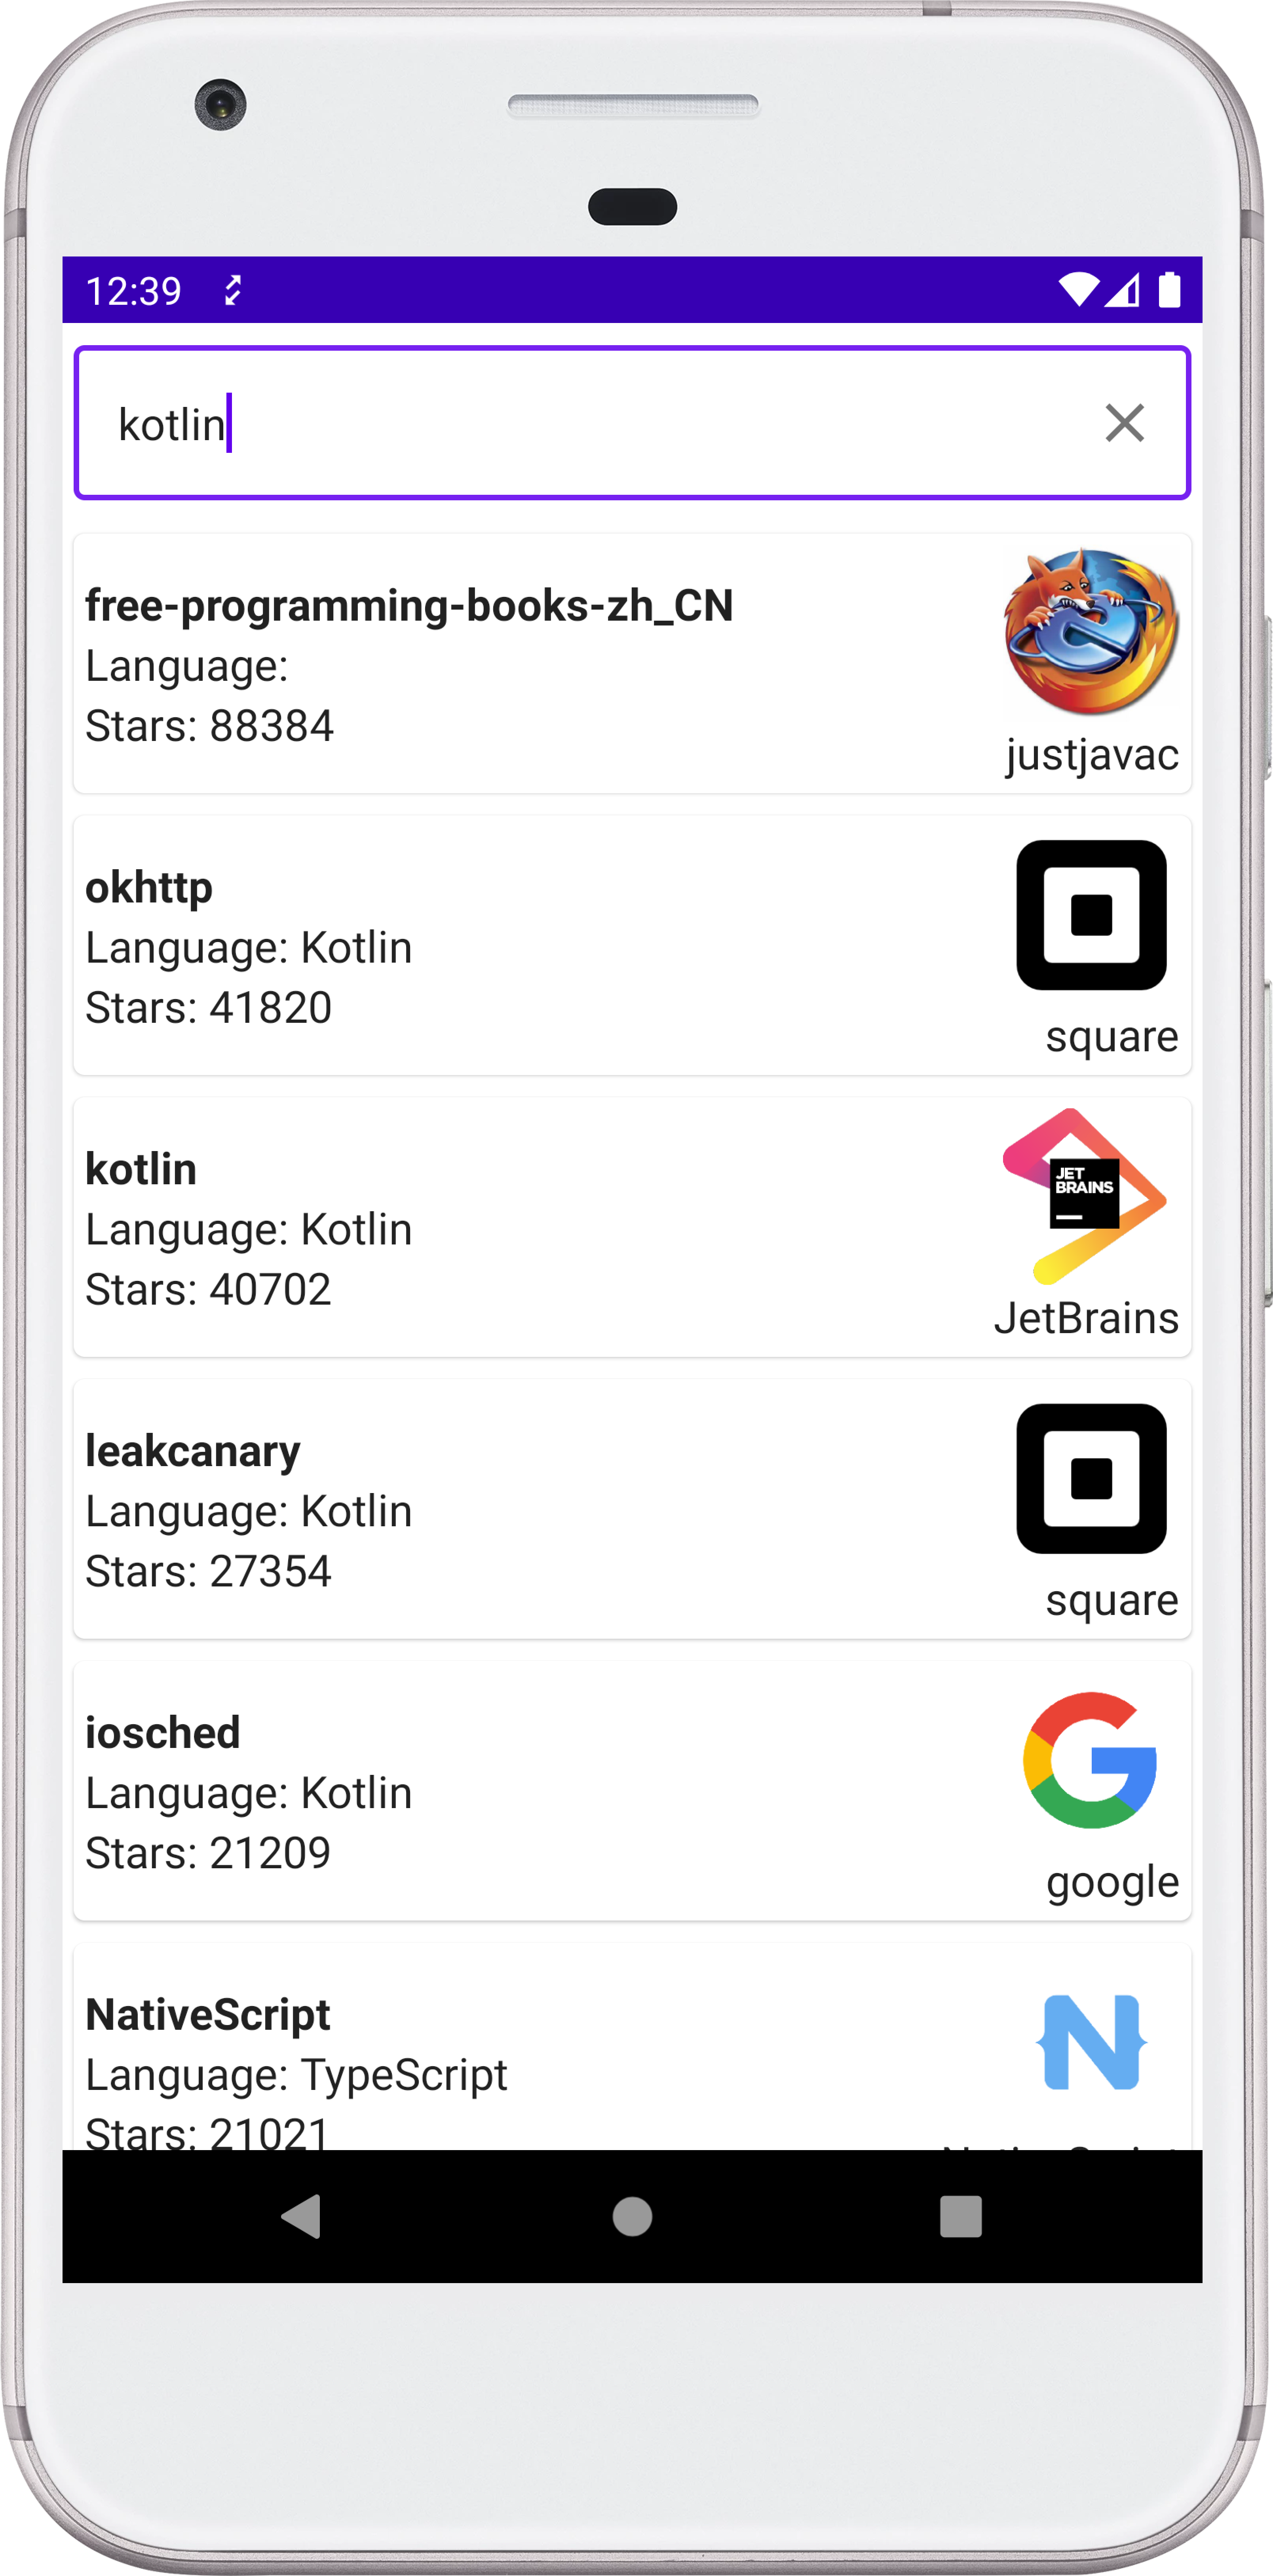 12:39
kotlin
free-programming-books-zh_CN
Language:
Stars: 88384
justjavac
okhttp
Language: Kotlin
Stars: 41820
square
kotlin
Language: Kotlin
Stars: 40702
JET
BRAINS
JetBrains
leakcanary
Language: Kotlin
Stars: 27354
square
iosched
Language: Kotlin
Stars: 21209
google
NativeScript
Language: TypeScript
Stars: 21021